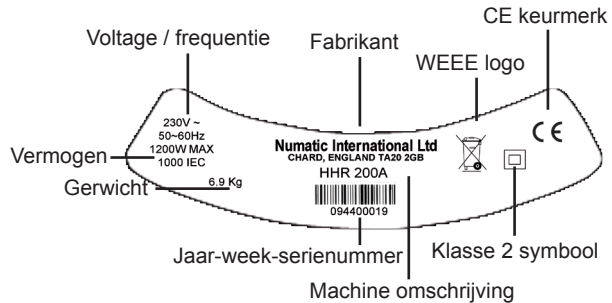 CE keurmerk
Voltage / frequentie
Fabrikant
WEEE logo
230V ~
50~60Hz
1200W MAX
1000 IEC
Vermogen
Gerwicht
6.9 Kg
Numatic International Ltd
CHARD, ENGLAND TA20 2GB
HHR 200A
094400019
CE
Jaar-week-serienummer
Klasse 2 symbool
Machine omschrijving